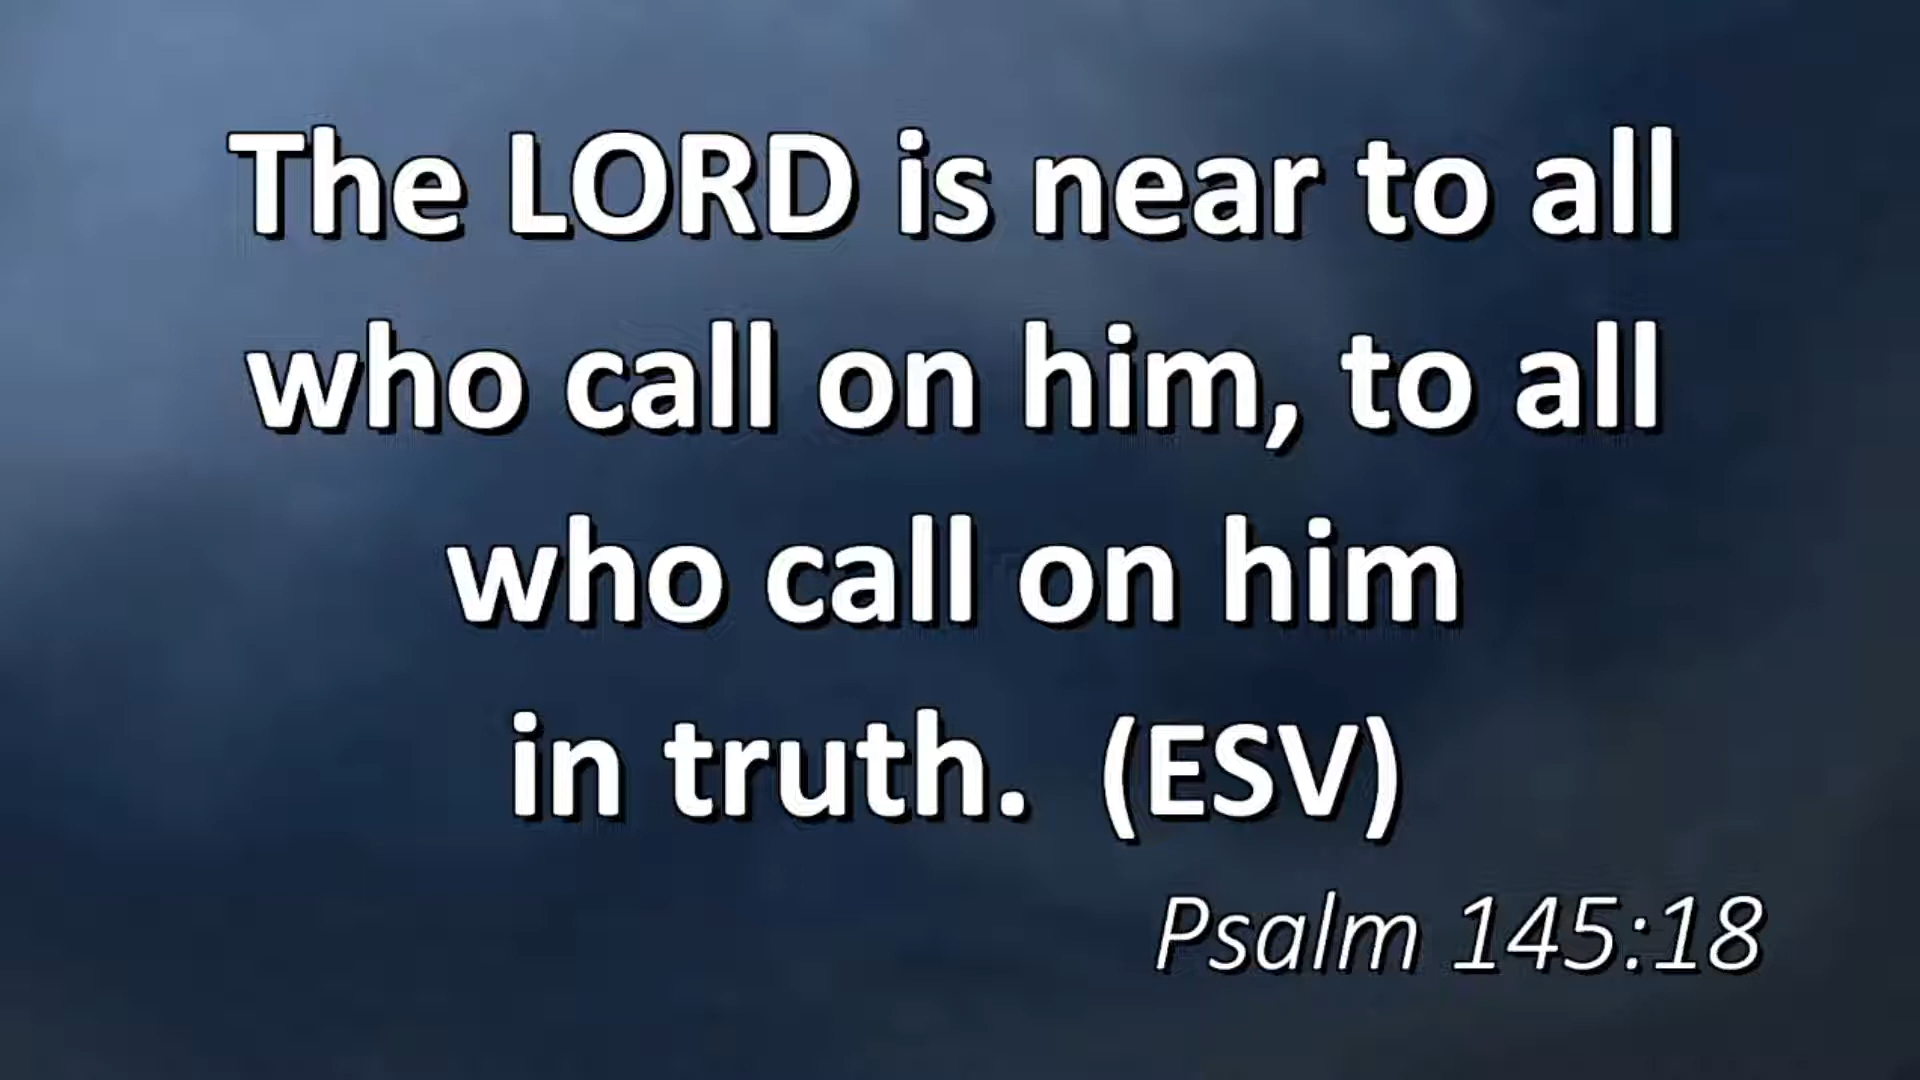 The LORD is near to all
who call on him, to all
who call on him
in truth.  (ESV)
Psalm 145:18